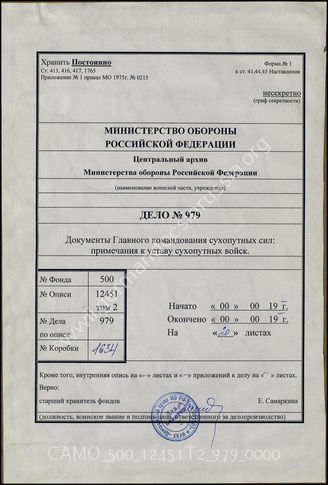 Хранить Постоянно
Форма № 1
Ст. 413, 416, 417, 1765
к ст. 41,44,45 Наставления
Приложение № 1 приказ МО 1975г. № 0215
несекретно
(гриф секретности)
МИНИСТЕРСТВО ОБОРОНЫ
РОССИЙСКОЙ ФЕДЕРАЦИИ
Центральный архив
Министерства обороны Российской Федерации
(наименование воинской части, учреждения)
ДЕЛО № 979
Документы Главного командования сухопутных сил:
примечания к уставу сухопутных войск.
№ Фонда 500
№ Описи 12451
том 2
№ Дела 979
по описи
№ Коробки 1634
Начато « 00 » 00 19 г.
Окончено « 00 » 00 19 г.
На « 20 » листах
Кроме того, внутренняя опись на «–» листах и «–» приложений к делу на «–» листах.
Верно:
старший хранитель фондов Е. Самаркина
(должность, воинское звание и подпись ответственного за делопроизводство)
CAMO_500_12451T2_979_0000